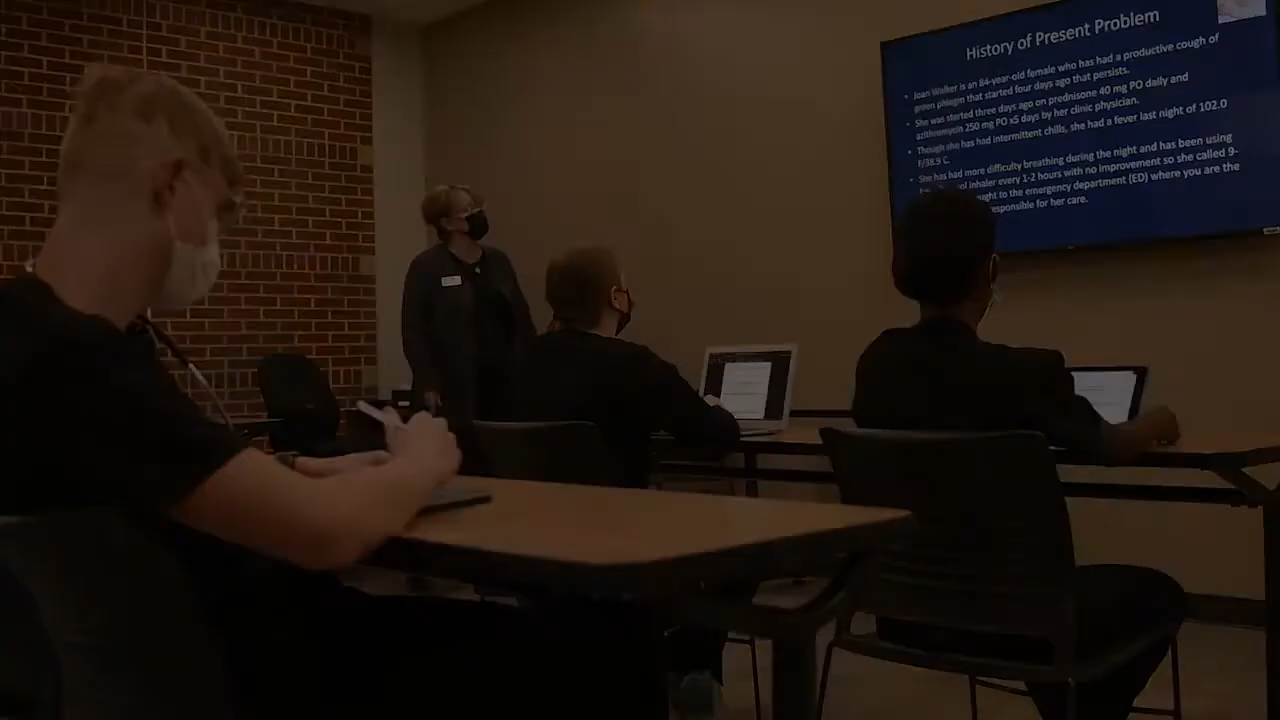 History of Present Problem
• Joan Walker is an 84-year-old female who has had a productive cough of
green phlegm that started four days ago that persists.
• She was started three days ago on prednisone 40 mg PO daily and
azithromycin 250 mg PO x5 days by her clinic physician.
• Though she has had intermittent chills, she had a fever last night of 102.0
F/38.9 C.
• She has had more difficulty breathing during the night and has been using
inhaler every 1-2 hours with no improvement so she called 9-
to the emergency department (ED) where you are the
responsible for her care.